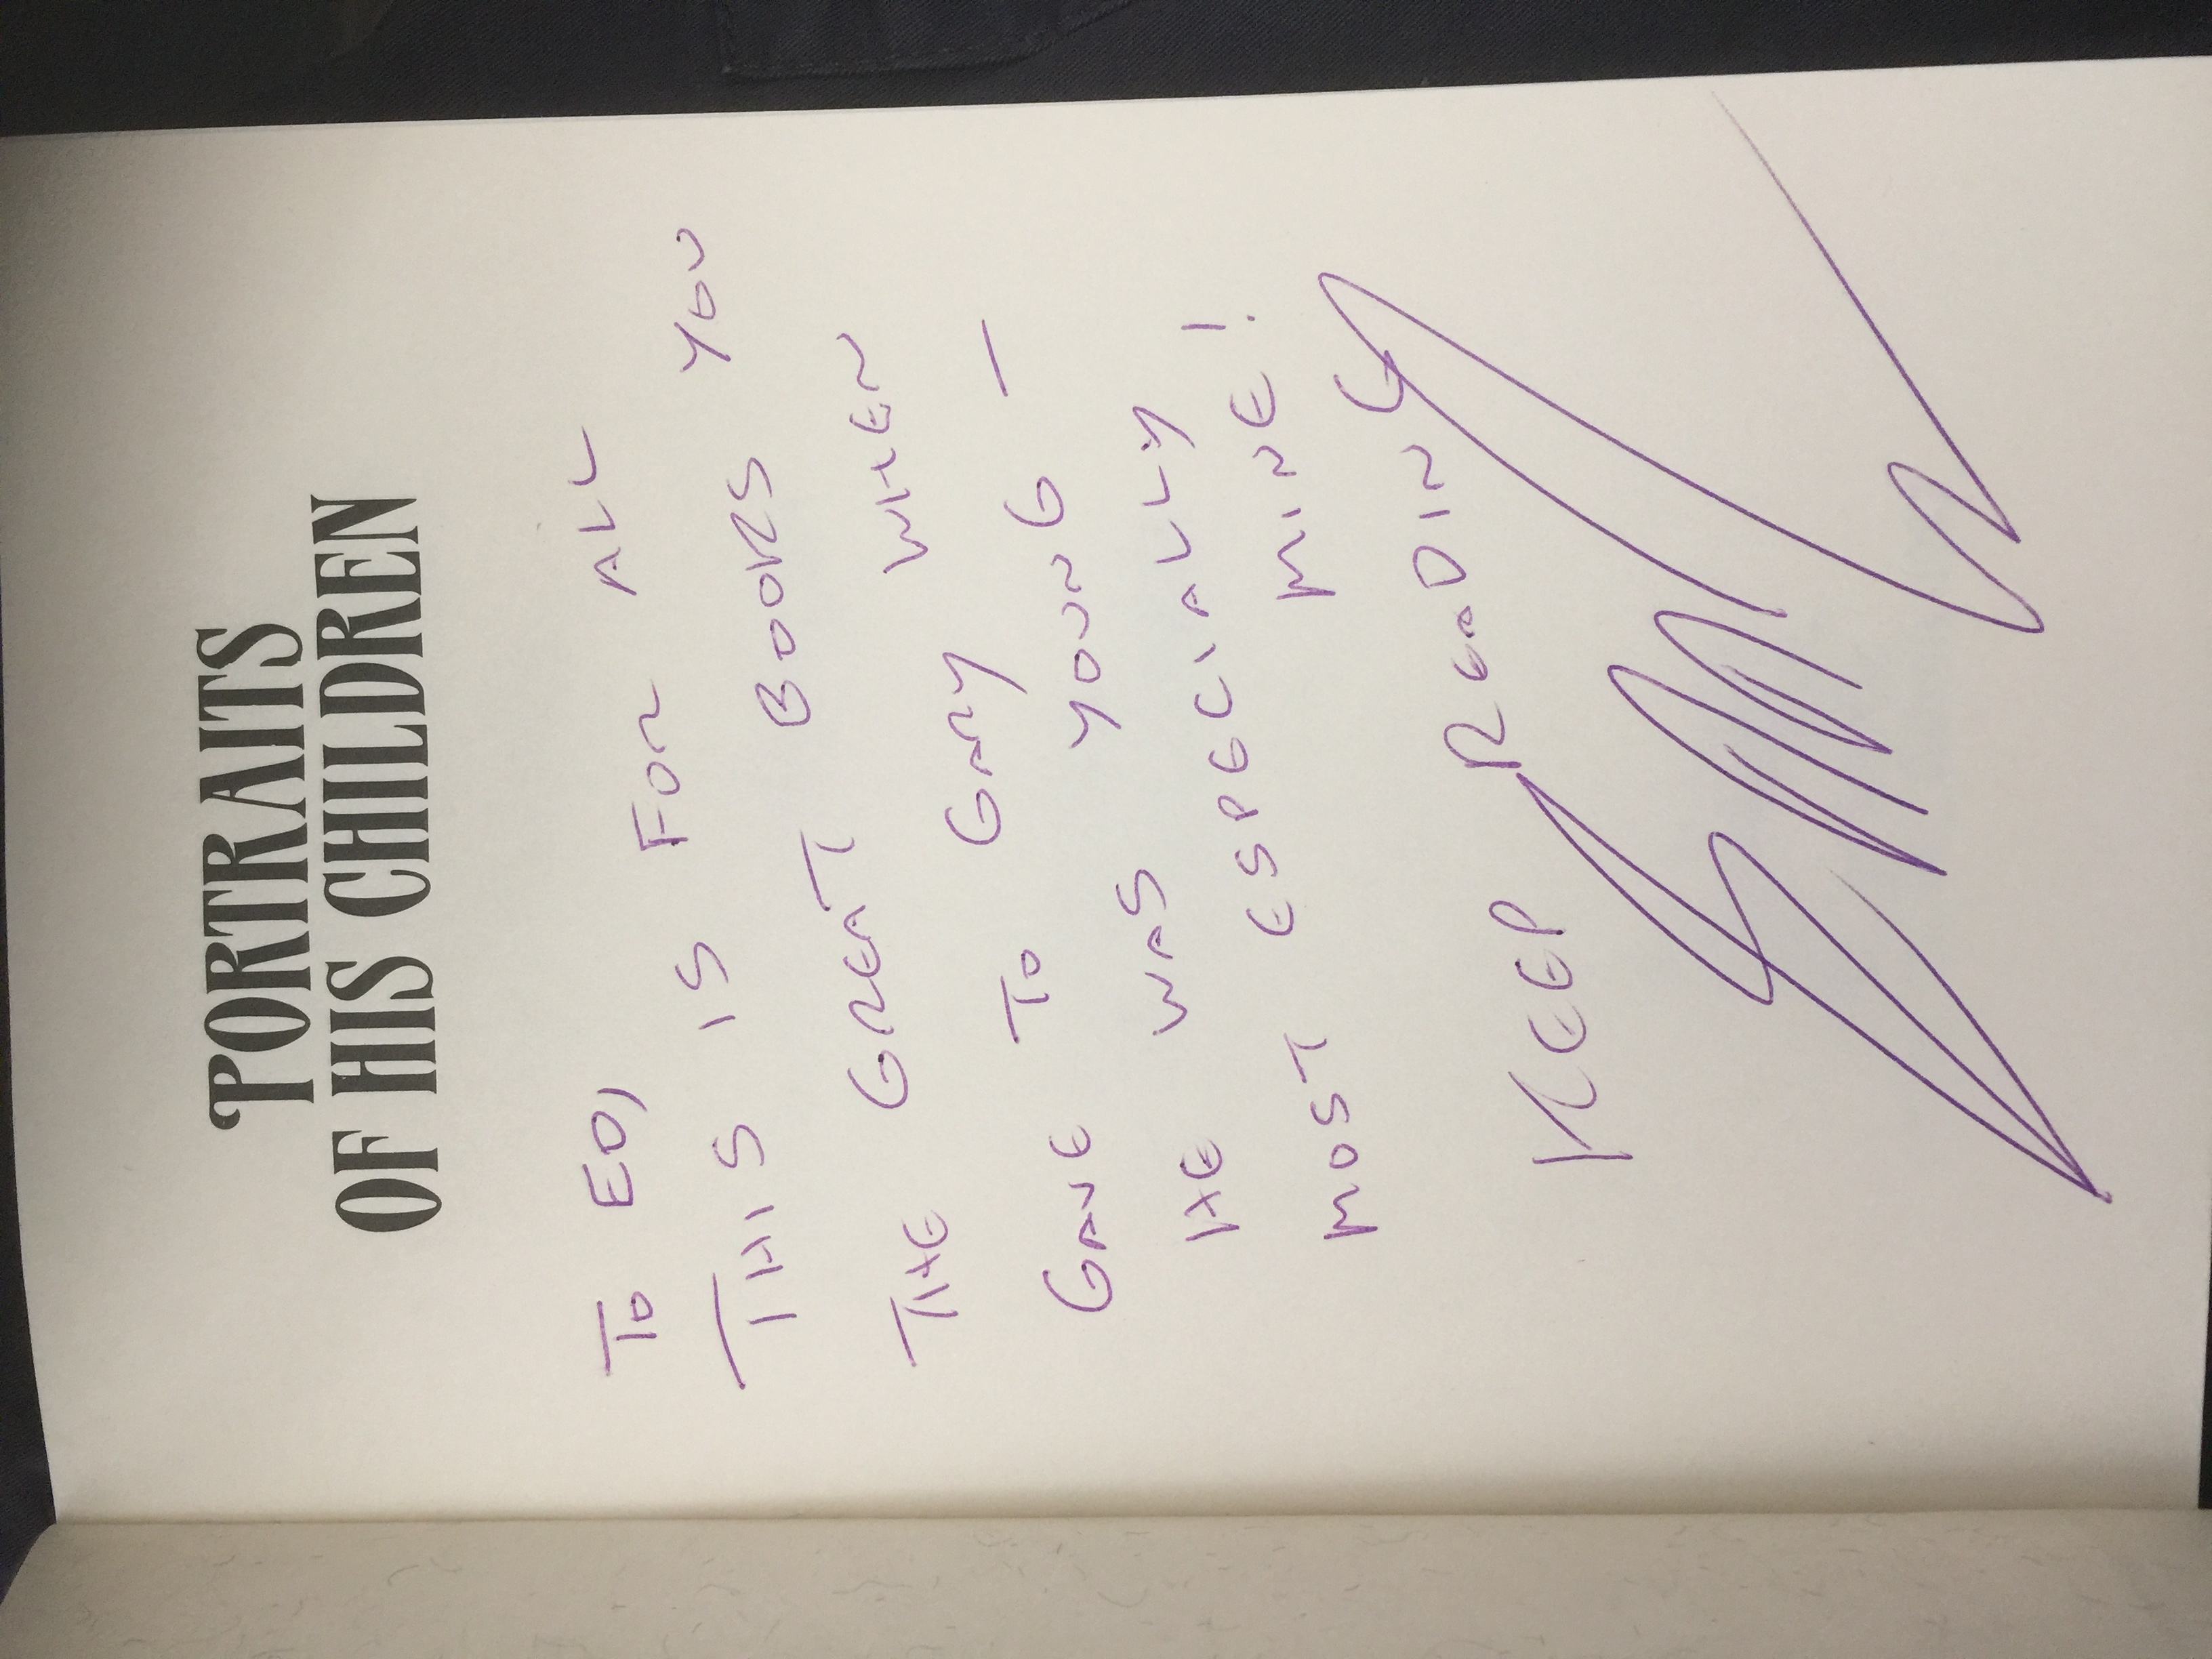 PORTRAITS
OF HIS CHILDREN
To ED,
THIS IS FOR ALL
THE GREAT BOOKS YOU
GAVE TO GARY WHEN
HE WAS YOUNG —
MOST ESPECIALLY
MINE!
KEEP READING